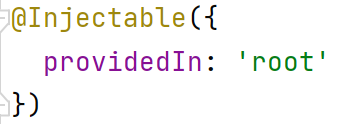 @Injectable({
  providedIn: 'root'
})